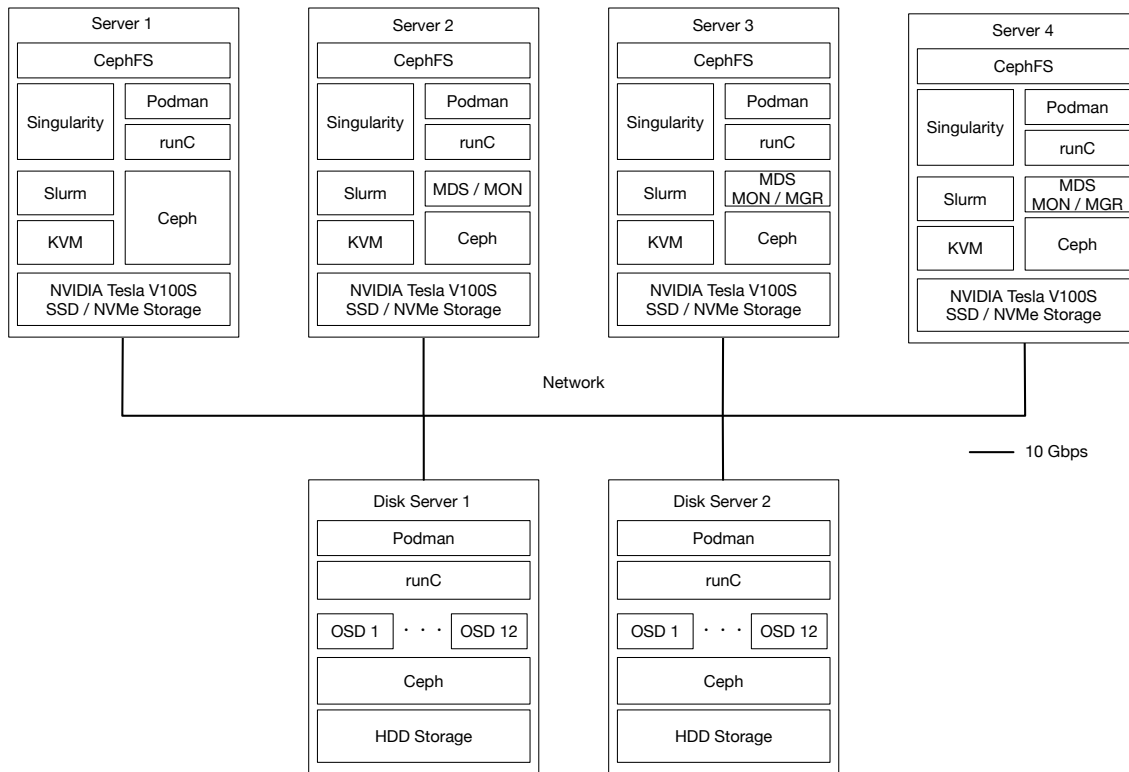 Server 1
CephFS
Singularity
Podman
runC
Slurm
Ceph
KVM
NVIDIA Tesla V100S
SSD / NVMe Storage
Server 2
CephFS
Singularity
Podman
runC
Slurm
MDS / MON
KVM
Ceph
NVIDIA Tesla V100S
SSD / NVMe Storage
Server 3
CephFS
Singularity
Podman
runC
Slurm
MDS
MON / MGR
KVM
Ceph
NVIDIA Tesla V100S
SSD / NVMe Storage
Server 4
CephFS
Singularity
Podman
runC
Slurm
MDS
MON / MGR
KVM
Ceph
NVIDIA Tesla V100S
SSD / NVMe Storage
Network
10 Gbps
Disk Server 1
Podman
runC
OSD 1 · · · OSD 12
Ceph
HDD Storage
Disk Server 2
Podman
runC
OSD 1 · · · OSD 12
Ceph
HDD Storage